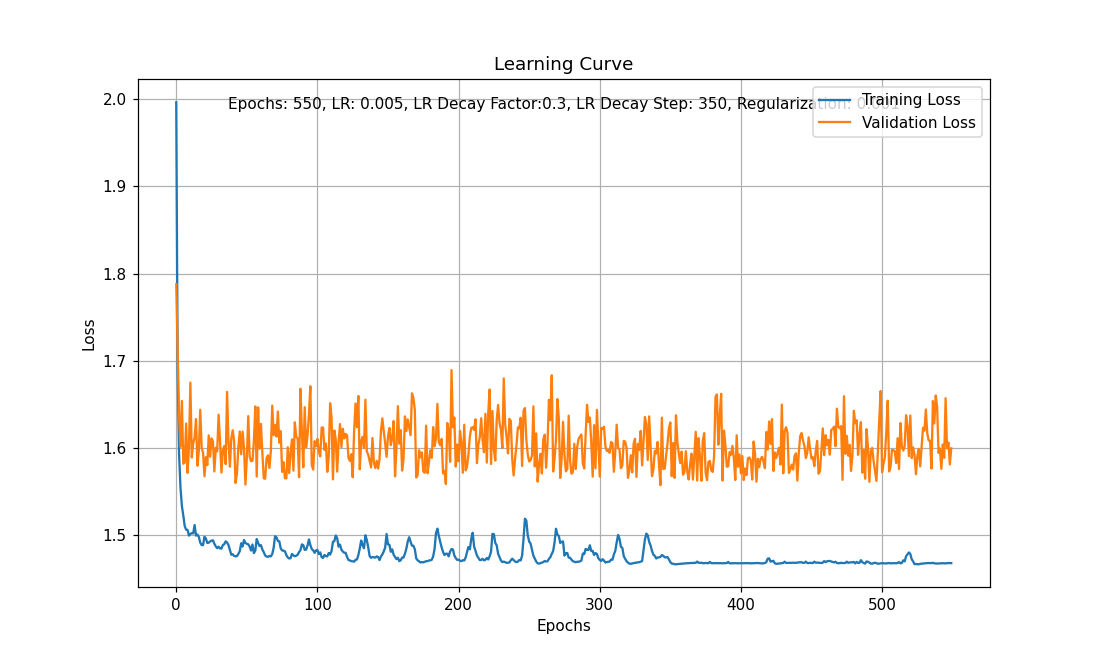 Learning Curve
Epochs: 550, LR: 0.005, LR Decay Factor:0.3, LR Decay Step: 350, Regularization: 0.001
Training Loss
Validation Loss
2.0
1.9
1.8
1.7
1.6
1.5
Loss
0 100 200 300 400 500
Epochs